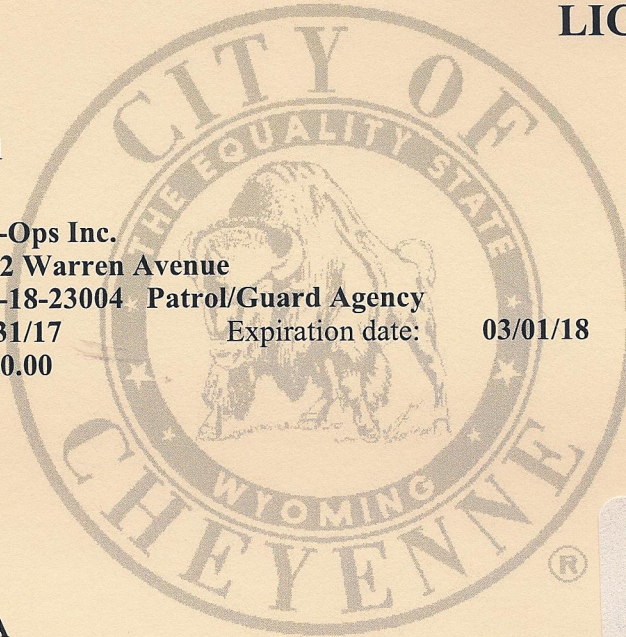 LIC
CITY OF
THE EQUALITY STATE
-Ops Inc.
2 Warren Avenue
-18-23004 Patrol/Guard Agency
31/17 Expiration date: 03/01/18
0.00
WYOMING
CHEYENNE
®